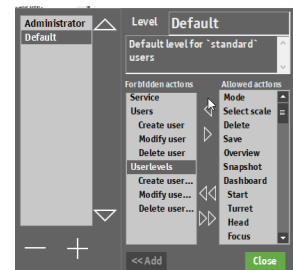 Administrator
Default
Level Default
Default level for `standard`
users
Forbidden actions
Service
Users
Create user
Modify user
Delete user
Userlevels
Create user...
Modify use...
Delete user...
Allowed actions
Mode
Select scale
Delete
Save
Overview
Snapshot
Dashboard
Start
Turret
Head
Focus
<<Add
Close